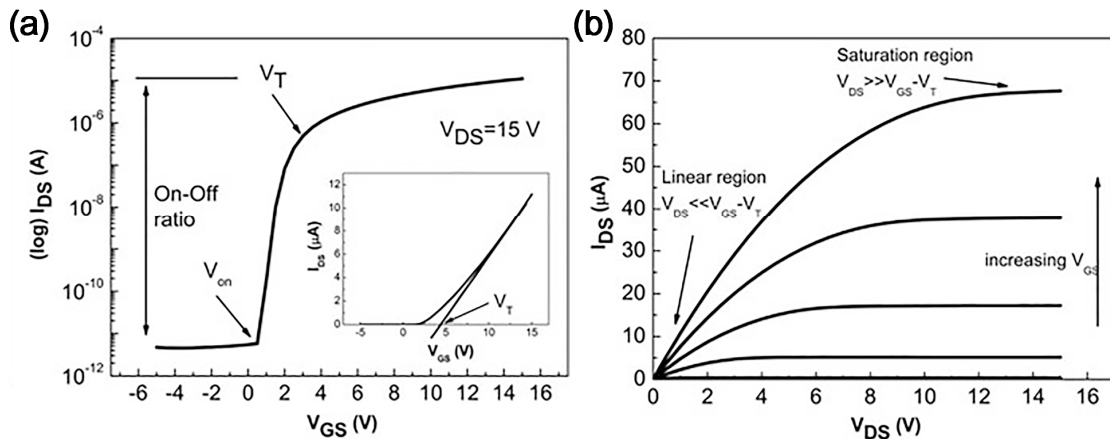 (a)
10⁻⁴
10⁻⁶
10⁻⁸
10⁻¹⁰
10⁻¹²
(log) I_DS (A)
V_T
V_DS=15 V
On-Off
ratio
V_on
-6 -4 -2 0 2 4 6 8 10 12 14 16
V_GS (V)
12
10
8
6
4
2
0
I_DS (μA)
V_T
-5 0 5 10 15
V_GS (V)
(b)
80
70
60
50
40
30
20
10
0
I_DS (μA)
Saturation region
V_DS>>V_GS-V_T
Linear region
V_DS<<V_GS-V_T
increasing V_GS
0 2 4 6 8 10 12 14 16
V_DS (V)